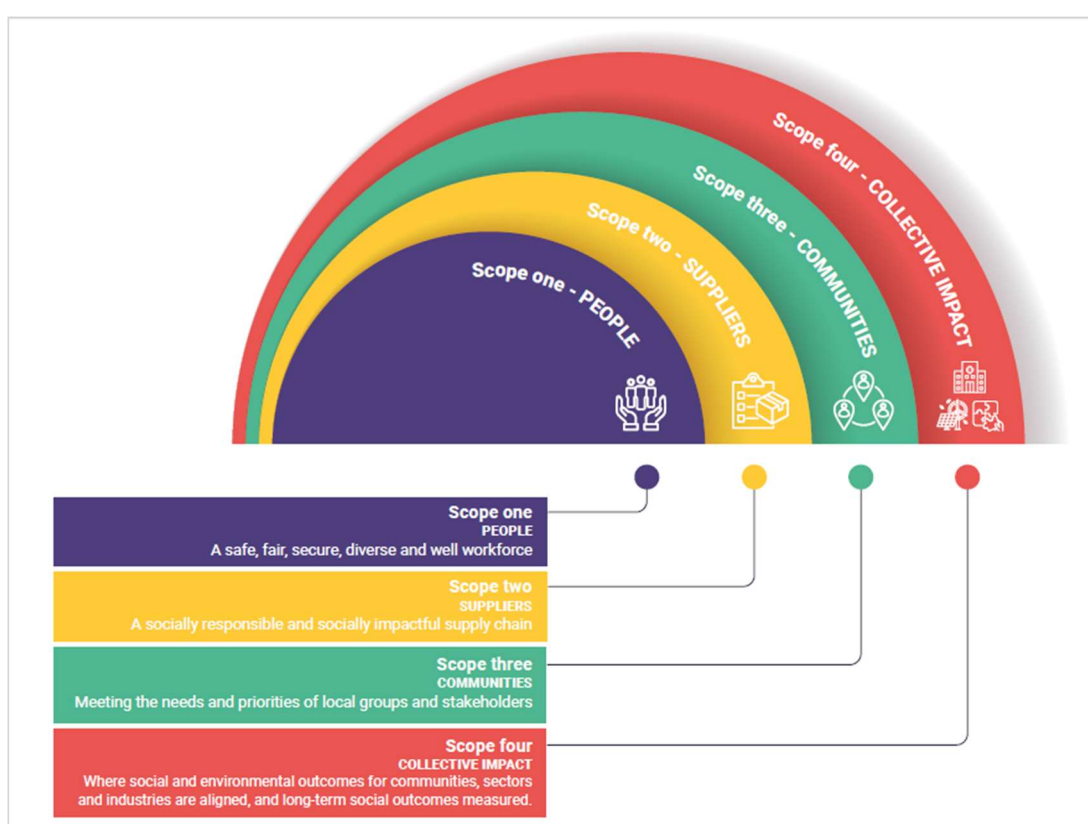 Scope four - COLLECTIVE IMPACT
Scope three - COMMUNITIES
Scope two - SUPPLIERS
Scope one - PEOPLE
Scope one
PEOPLE
A safe, fair, secure, diverse and well workforce
Scope two
SUPPLIERS
A socially responsible and socially impactful supply chain
Scope three
COMMUNITIES
Meeting the needs and priorities of local groups and stakeholders
Scope four
COLLECTIVE IMPACT
Where social and environmental outcomes for communities, sectors
and industries are aligned, and long-term social outcomes measured.